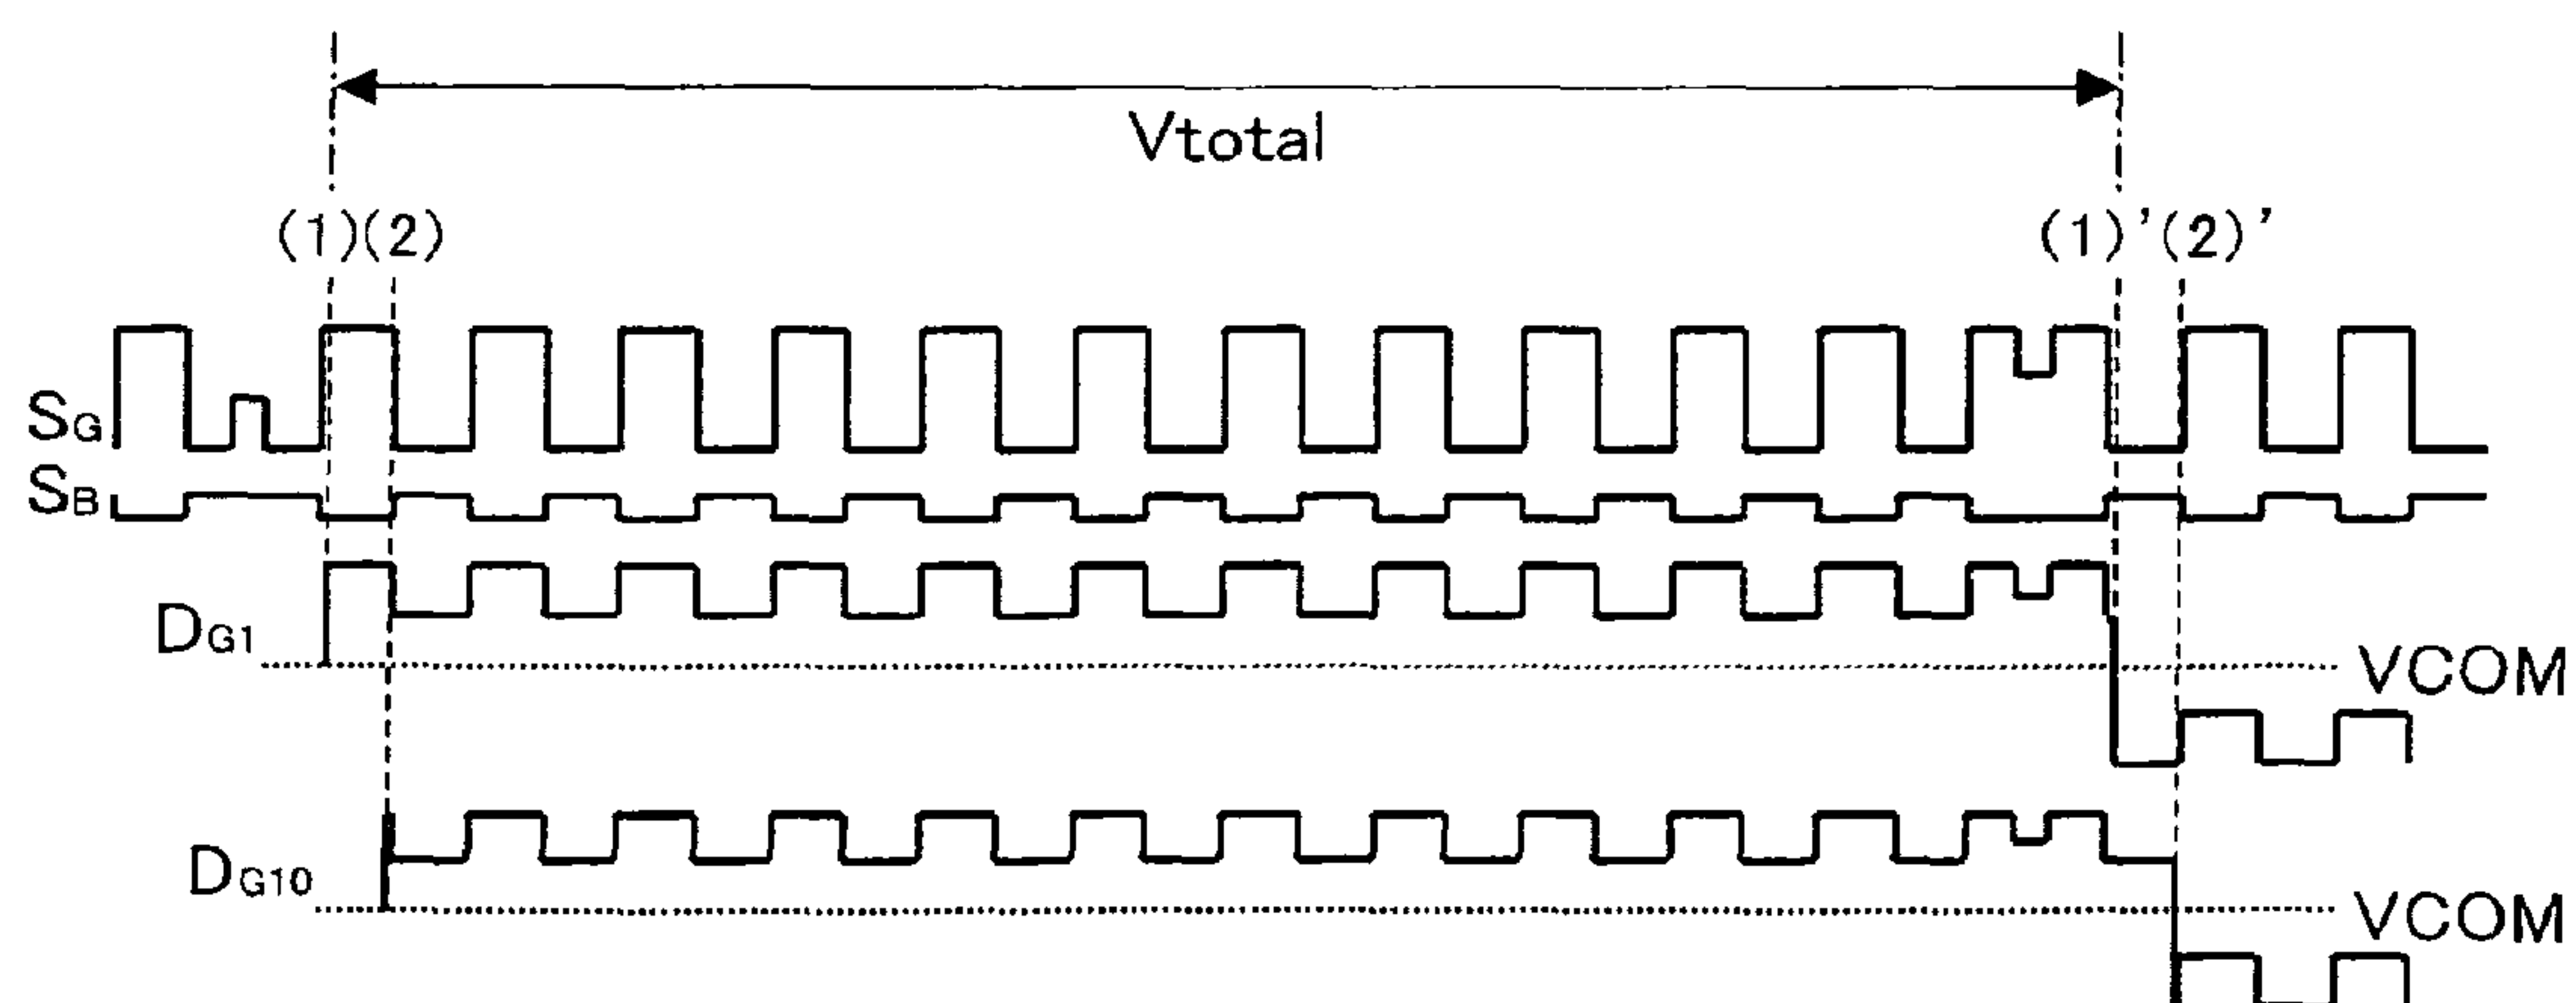 Vtotal
(1)(2)
(1)'(2)'
SG
SB
DG1
VCOM
DG10
VCOM